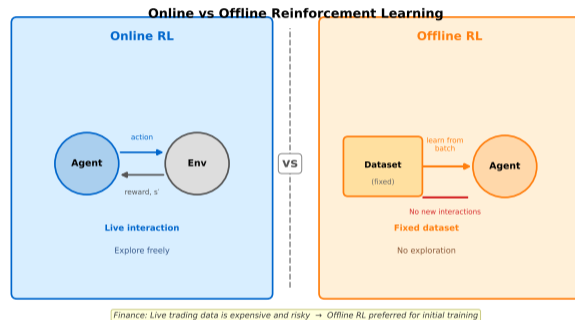 Online vs Offline Reinforcement Learning
Online RL
Agent
action
Env
reward, s'
Live interaction
Explore freely
VS
Offline RL
Dataset
(fixed)
learn from
batch
Agent
No new interactions
Fixed dataset
No exploration
Finance: Live trading data is expensive and risky → Offline RL preferred for initial training